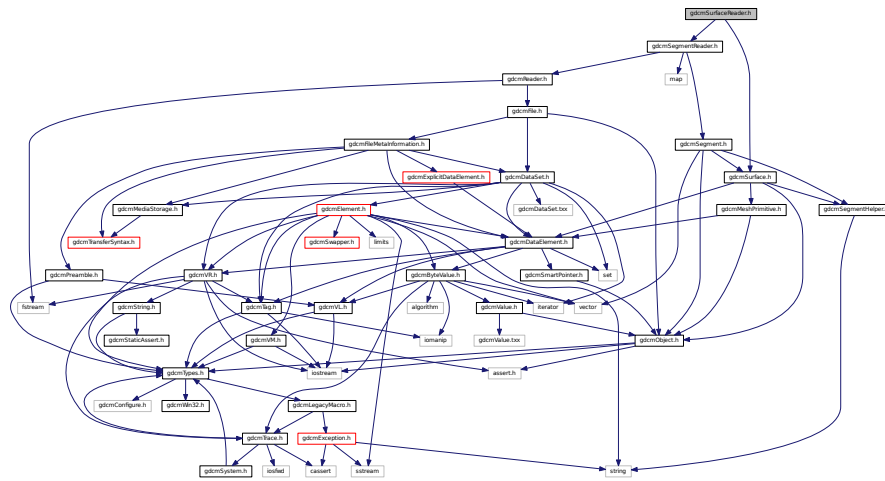 gdcmSurfaceReader.h
gdcmSegmentReader.h
gdcmReader.h
map
gdcmFile.h
gdcmFileMetaInformation.h
gdcmSegment.h
gdcmExplicitDataElement.h
gdcmDataSet.h
gdcmSurface.h
gdcmMediaStorage.h
gdcmElement.h
gdcmDataSet.txx
gdcmMeshPrimitive.h
gdcmSegmentHelper.h
gdcmTransferSyntax.h
gdcmSwapper.h
limits
gdcmDataElement.h
gdcmPreamble.h
gdcmVR.h
gdcmByteValue.h
gdcmSmartPointer.h
set
fstream
gdcmString.h
gdcmTag.h
gdcmVL.h
algorithm
gdcmValue.h
iterator
vector
gdcmStaticAssert.h
gdcmVM.h
iomanip
gdcmValue.txx
gdcmObject.h
gdcmTypes.h
iostream
assert.h
gdcmConfigure.h
gdcmWin32.h
gdcmLegacyMacro.h
gdcmTrace.h
gdcmException.h
gdcmSystem.h
iosfwd
cassert
sstream
string